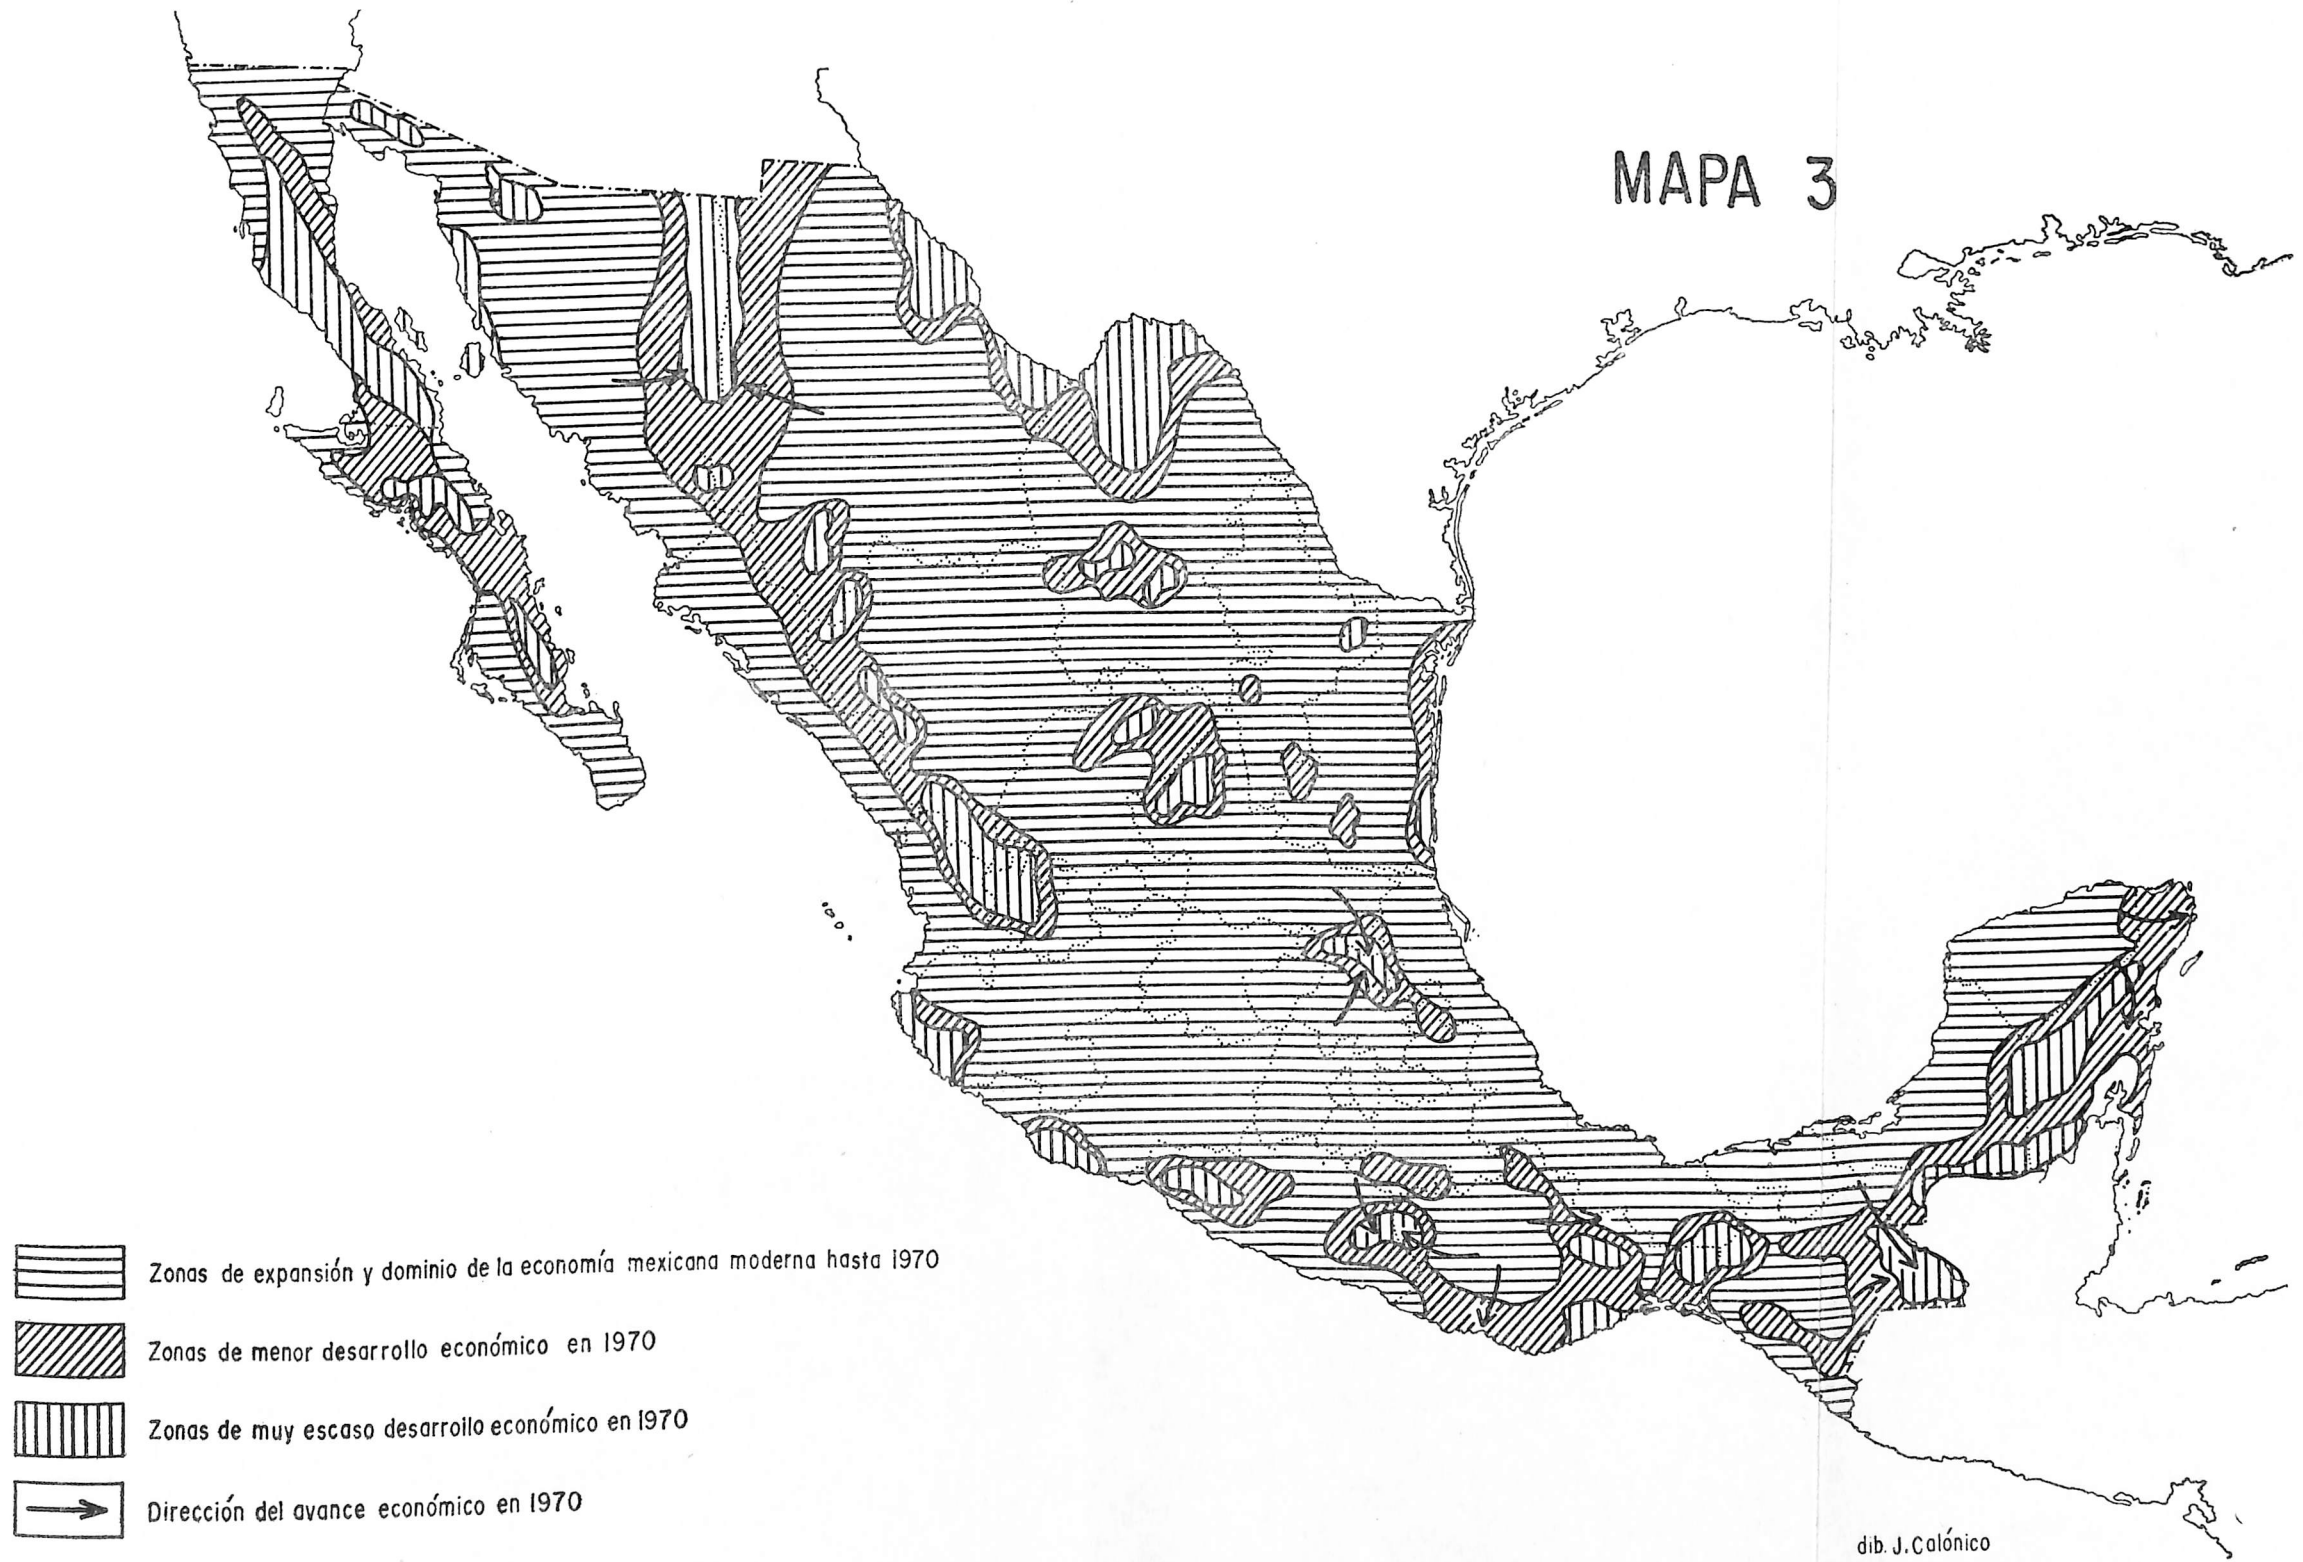 MAPA 3
Zonas de expansión y dominio de la economía mexicana moderna hasta 1970
Zonas de menor desarrollo económico en 1970
Zonas de muy escaso desarrollo económico en 1970
Dirección del avance económico en 1970
dib. J. Calónico